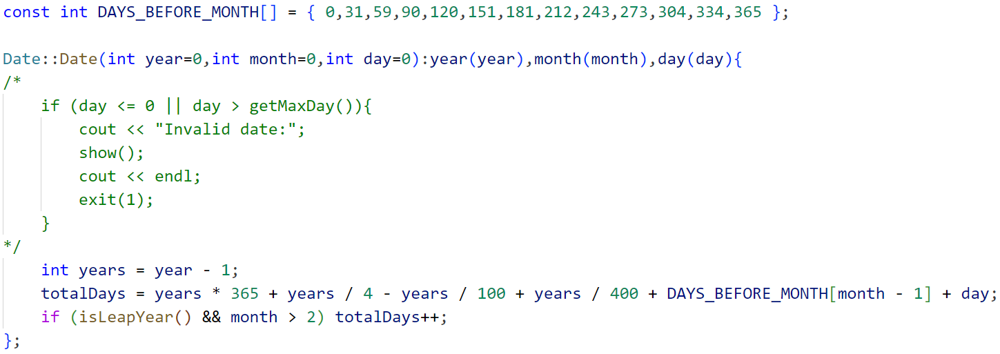 const int DAYS_BEFORE_MONTH[] = { 0,31,59,90,120,151,181,212,243,273,304,334,365 };
Date::Date(int year=0,int month=0,int day=0):year(year),month(month),day(day){
/*
    if (day <= 0 || day > getMaxDay()){
        cout << "Invalid date:";
        show();
        cout << endl;
        exit(1);
    }
*/
    int years = year - 1;
    totalDays = years * 365 + years / 4 - years / 100 + years / 400 + DAYS_BEFORE_MONTH[month - 1] + day;
    if (isLeapYear() && month > 2) totalDays++;
};